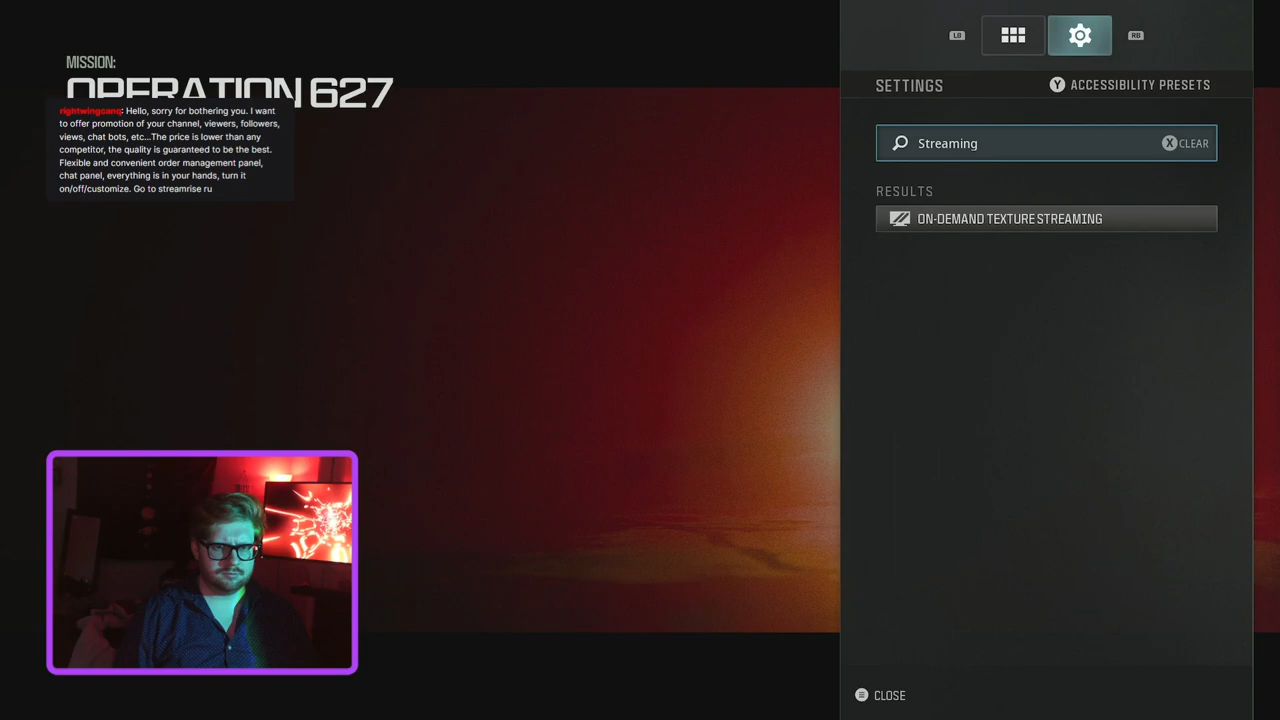 MISSION:
OPERATION 627
rightwingsang: Hello, sorry for bothering you. I want
to offer promotion of your channel, viewers, followers,
views, chat bots, etc...The price is lower than any
competitor, the quality is guaranteed to be the best.
Flexible and convenient order management panel,
chat panel, everything is in your hands, turn it
on/off/customize. Go to streamrise ru
LB
RB
SETTINGS
Y ACCESSIBILITY PRESETS
Streaming
X CLEAR
RESULTS
ON-DEMAND TEXTURE STREAMING
CLOSE